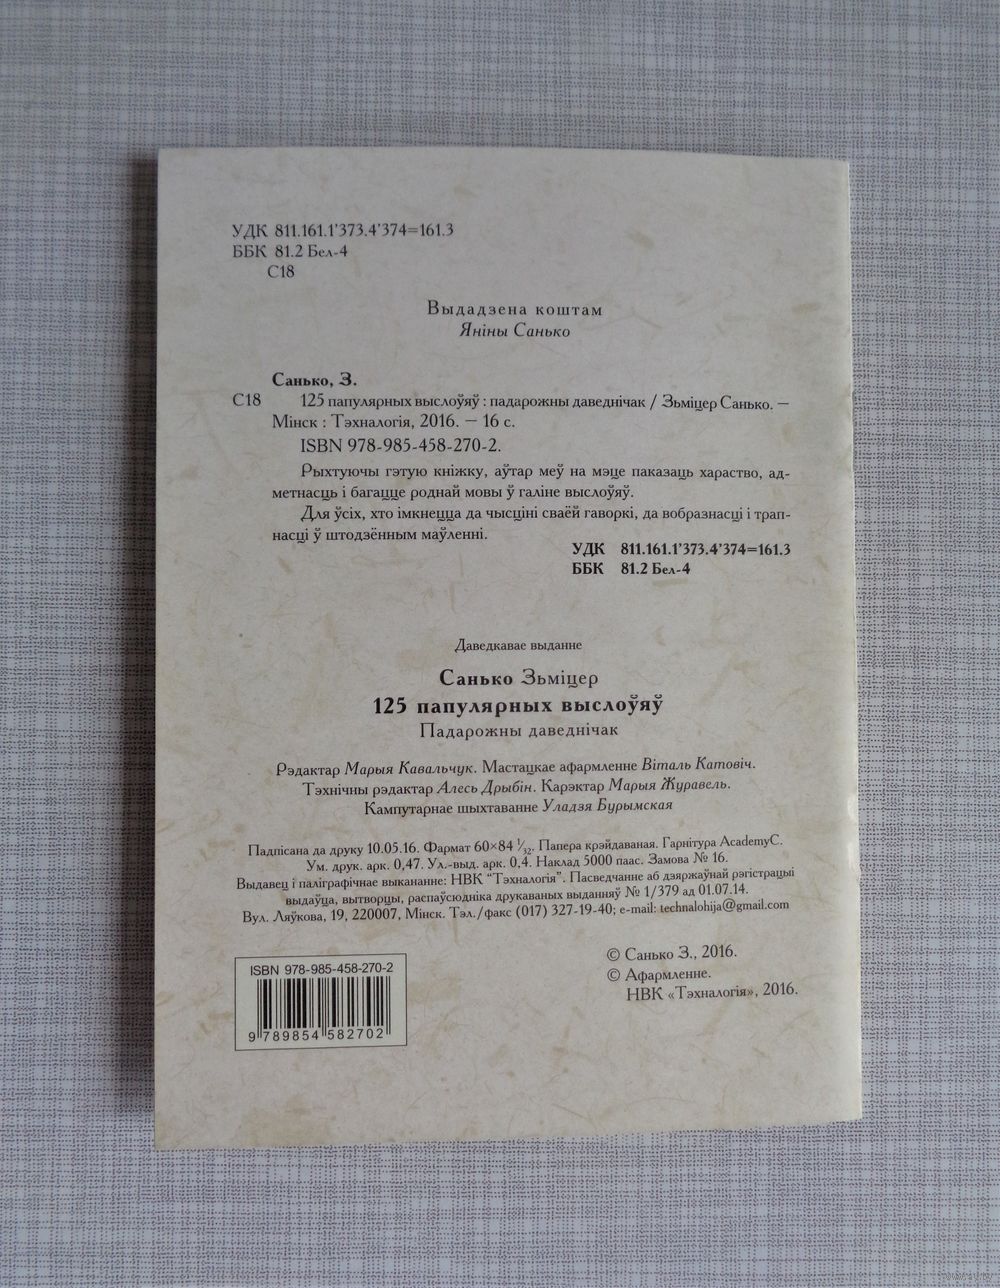 УДК 811.161.1'373.4'374=161.3
ББК 81.2 Бел-4
С18
Выдадзена коштам
Яніны Санько
Санько, З.
С18 125 папулярных выслоўяў : падарожны даведнічак / Зьміцер Санько. –
Мінск : Тэхналогія, 2016. – 16 с.
ISBN 978-985-458-270-2.
Рыхтуючы гэтую кніжку, аўтар меў на мэце паказаць хараство, ад-
метнасць і багацце роднай мовы ў галіне выслоўяў.
Для ўсіх, хто імкнецца да чысціні сваёй гаворкі, да вобразнасці і трап-
насці ў штодзённым маўленні.
УДК 811.161.1'373.4'374=161.3
ББК 81.2 Бел-4
Даведкавае выданне
Санько Зьміцер
125 папулярных выслоўяў
Падарожны даведнічак
Рэдактар Марыя Кавальчук. Мастацкае афармленне Віталь Катовіч.
Тэхнічны рэдактар Алесь Дрыбін. Карэктар Марыя Журавель.
Кампутарнае шыхтаванне Уладзя Бурымская
Падпісана да друку 10.05.16. Фармат 60×84 1/32. Папера крэйдаваная. Гарнітура AcademyC.
Ум. друк. арк. 0,47. Ул.-выд. арк. 0,4. Наклад 5000 паас. Замова № 16.
Выдавец і паліграфічнае выкананне: НВК "Тэхналогія". Пасведчанне аб дзяржаўнай рэгістрацыі
выдаўца, вытворцы, распаўсюдніка друкаваных выданняў № 1/379 ад 01.07.14.
Вул. Ляўкова, 19, 220007, Мінск. Тэл./факс (017) 327-19-40; e-mail: technalohija@gmail.com
© Санько З., 2016.
© Афармленне.
НВК «Тэхналогія», 2016.
ISBN 978-985-458-270-2
9 789854 582702